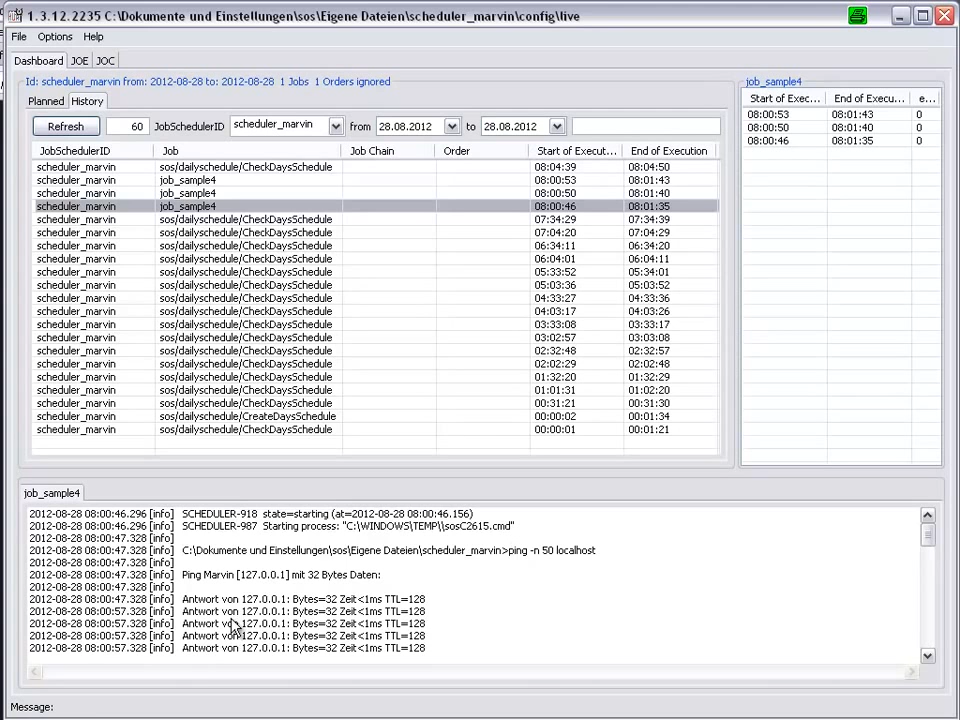 1.3.12.2235 C:\Dokumente und Einstellungen\sos\Eigene Dateien\scheduler_marvin\config\live
File Options Help
Dashboard JOE JOC
Id: scheduler_marvin from: 2012-08-28 to: 2012-08-28 1 Jobs 1 Orders ignored
Planned History
Refresh 60 JobSchedulerID scheduler_marvin from 28.08.2012 to 28.08.2012
JobSchedulerID Job Job Chain Order Start of Execut... End of Execution
scheduler_marvin sos/dailyschedule/CheckDaysSchedule 08:04:39 08:04:50
scheduler_marvin job_sample4 08:00:53 08:01:43
scheduler_marvin job_sample4 08:00:50 08:01:40
scheduler_marvin job_sample4 08:00:46 08:01:35
scheduler_marvin sos/dailyschedule/CheckDaysSchedule 07:34:29 07:34:39
scheduler_marvin sos/dailyschedule/CheckDaysSchedule 07:04:20 07:04:29
scheduler_marvin sos/dailyschedule/CheckDaysSchedule 06:34:11 06:34:20
scheduler_marvin sos/dailyschedule/CheckDaysSchedule 06:04:01 06:04:11
scheduler_marvin sos/dailyschedule/CheckDaysSchedule 05:33:52 05:34:01
scheduler_marvin sos/dailyschedule/CheckDaysSchedule 05:03:36 05:03:52
scheduler_marvin sos/dailyschedule/CheckDaysSchedule 04:33:27 04:33:36
scheduler_marvin sos/dailyschedule/CheckDaysSchedule 04:03:17 04:03:26
scheduler_marvin sos/dailyschedule/CheckDaysSchedule 03:33:08 03:33:17
scheduler_marvin sos/dailyschedule/CheckDaysSchedule 03:02:57 03:03:08
scheduler_marvin sos/dailyschedule/CheckDaysSchedule 02:32:48 02:32:57
scheduler_marvin sos/dailyschedule/CheckDaysSchedule 02:02:29 02:02:48
scheduler_marvin sos/dailyschedule/CheckDaysSchedule 01:32:20 01:32:29
scheduler_marvin sos/dailyschedule/CheckDaysSchedule 01:01:31 01:02:20
scheduler_marvin sos/dailyschedule/CheckDaysSchedule 00:31:21 00:31:30
scheduler_marvin sos/dailyschedule/CreateDaysSchedule 00:00:02 00:01:34
scheduler_marvin sos/dailyschedule/CheckDaysSchedule 00:00:01 00:01:21
job_sample4
Start of Exec... End of Execu... e...
08:00:53 08:01:43 0
08:00:50 08:01:40 0
08:00:46 08:01:35 0
job_sample4
2012-08-28 08:00:46.296 [info] SCHEDULER-918 state=starting (at=2012-08-28 08:00:46.156)
2012-08-28 08:00:46.296 [info] SCHEDULER-987 Starting process: "C:\WINDOWS\TEMP\\sosC2615.cmd"
2012-08-28 08:00:47.328 [info]
2012-08-28 08:00:47.328 [info] C:\Dokumente und Einstellungen\sos\Eigene Dateien\scheduler_marvin>ping -n 50 localhost
2012-08-28 08:00:47.328 [info]
2012-08-28 08:00:47.328 [info] Ping Marvin [127.0.0.1] mit 32 Bytes Daten:
2012-08-28 08:00:47.328 [info]
2012-08-28 08:00:47.328 [info] Antwort von 127.0.0.1: Bytes=32 Zeit<1ms TTL=128
2012-08-28 08:00:57.328 [info] Antwort von 127.0.0.1: Bytes=32 Zeit<1ms TTL=128
2012-08-28 08:00:57.328 [info] Antwort von 127.0.0.1: Bytes=32 Zeit<1ms TTL=128
2012-08-28 08:00:57.328 [info] Antwort von 127.0.0.1: Bytes=32 Zeit<1ms TTL=128
2012-08-28 08:00:57.328 [info] Antwort von 127.0.0.1: Bytes=32 Zeit<1ms TTL=128
Message: